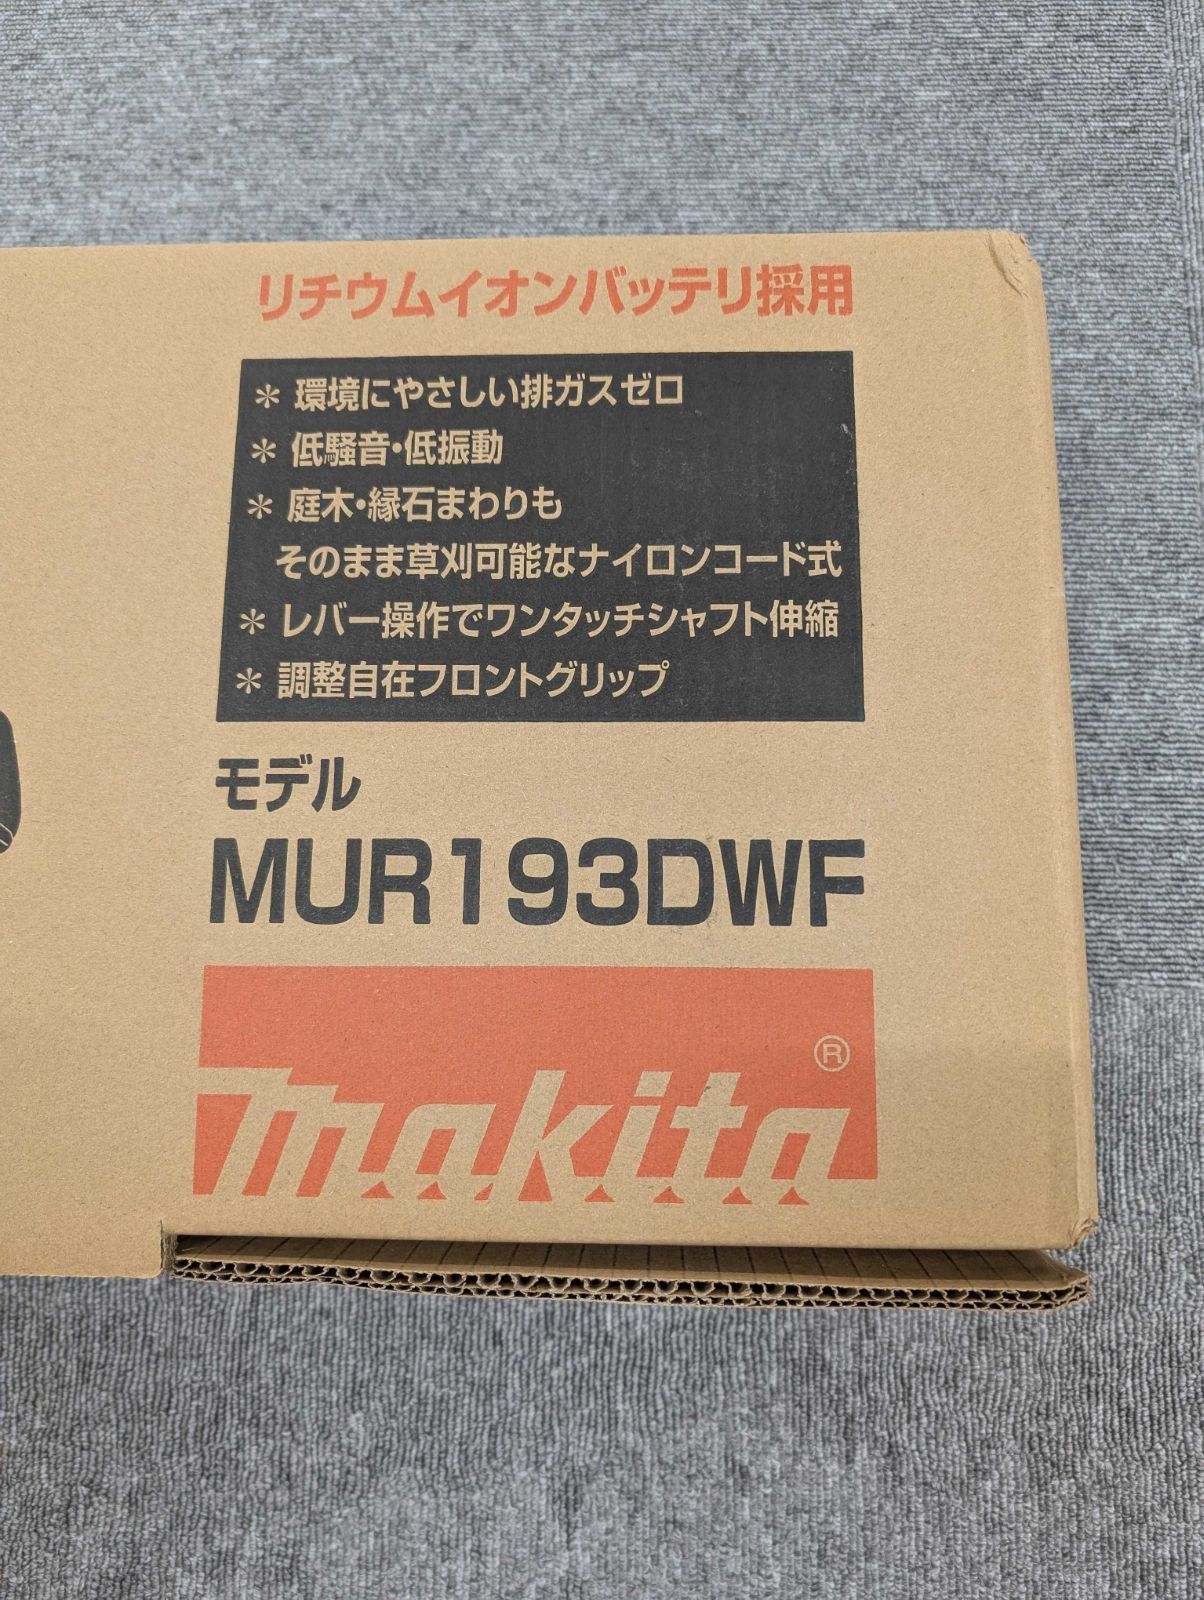 リチウムイオンバッテリ採用
＊ 環境にやさしい排ガスゼロ
＊ 低騒音・低振動
＊ 庭木・縁石まわりも
そのまま草刈可能なナイロンコード式
＊ レバー操作でワンタッチシャフト伸縮
＊ 調整自在フロントグリップ
モデル
MUR193DWF
makita®